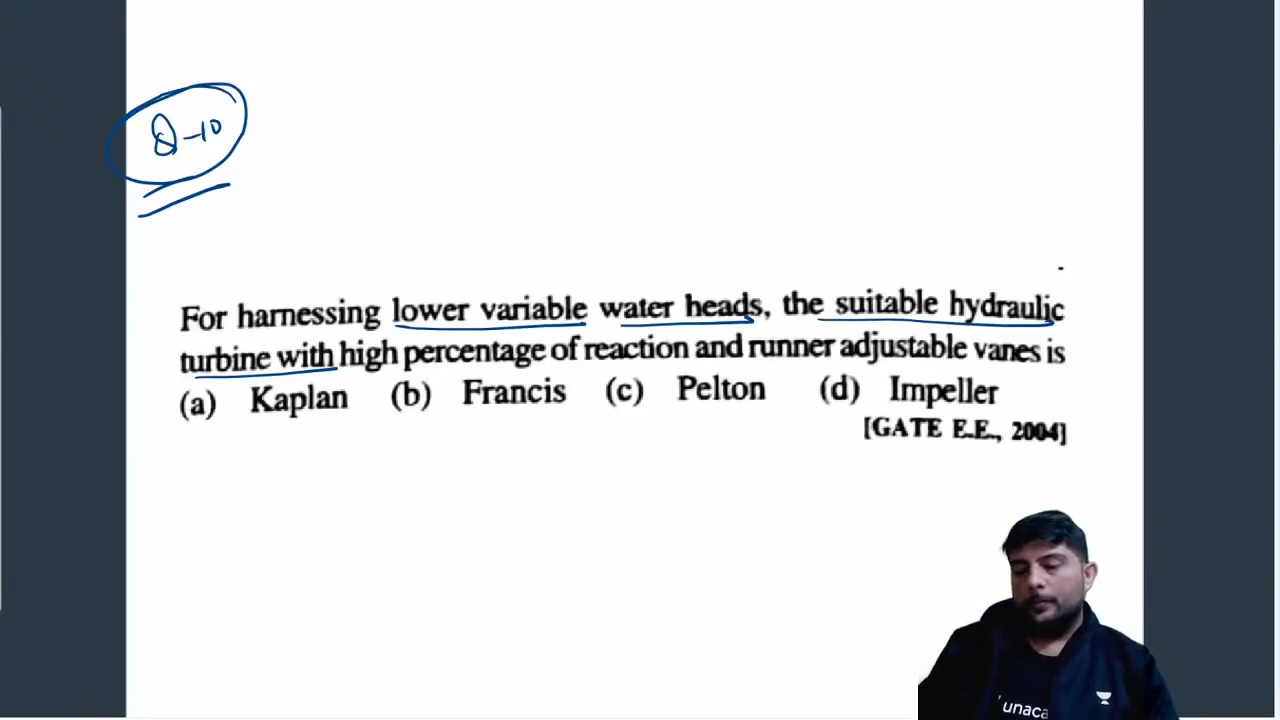 Q-10
For harnessing lower variable water heads, the suitable hydraulic
turbine with high percentage of reaction and runner adjustable vanes is
(a) Kaplan (b) Francis (c) Pelton (d) Impeller
[GATE E.E., 2004]
unaca